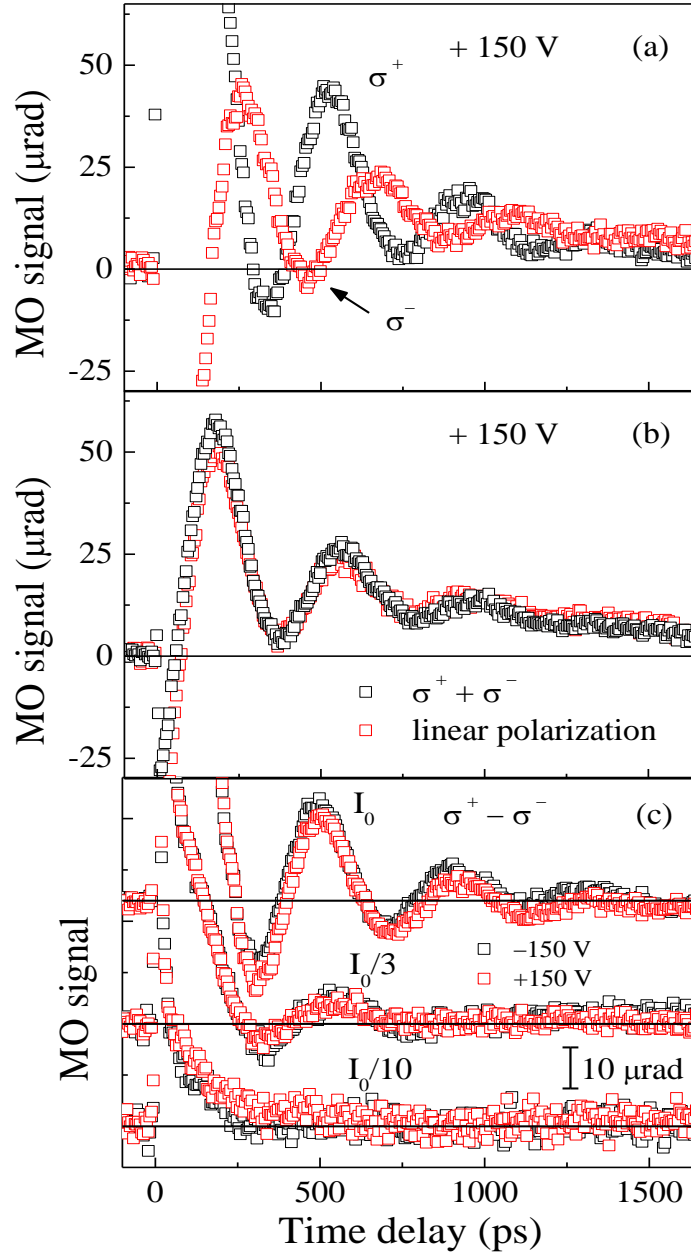 + 150 V (a)
σ+
σ−
MO signal (μrad)
50
25
0
-25
+ 150 V (b)
MO signal (μrad)
50
25
0
-25
σ+ + σ−
linear polarization
I0 σ+ − σ− (c)
−150 V
+150 V
I0/3
I0/10
10 μrad
MO signal
0 500 1000 1500
Time delay (ps)